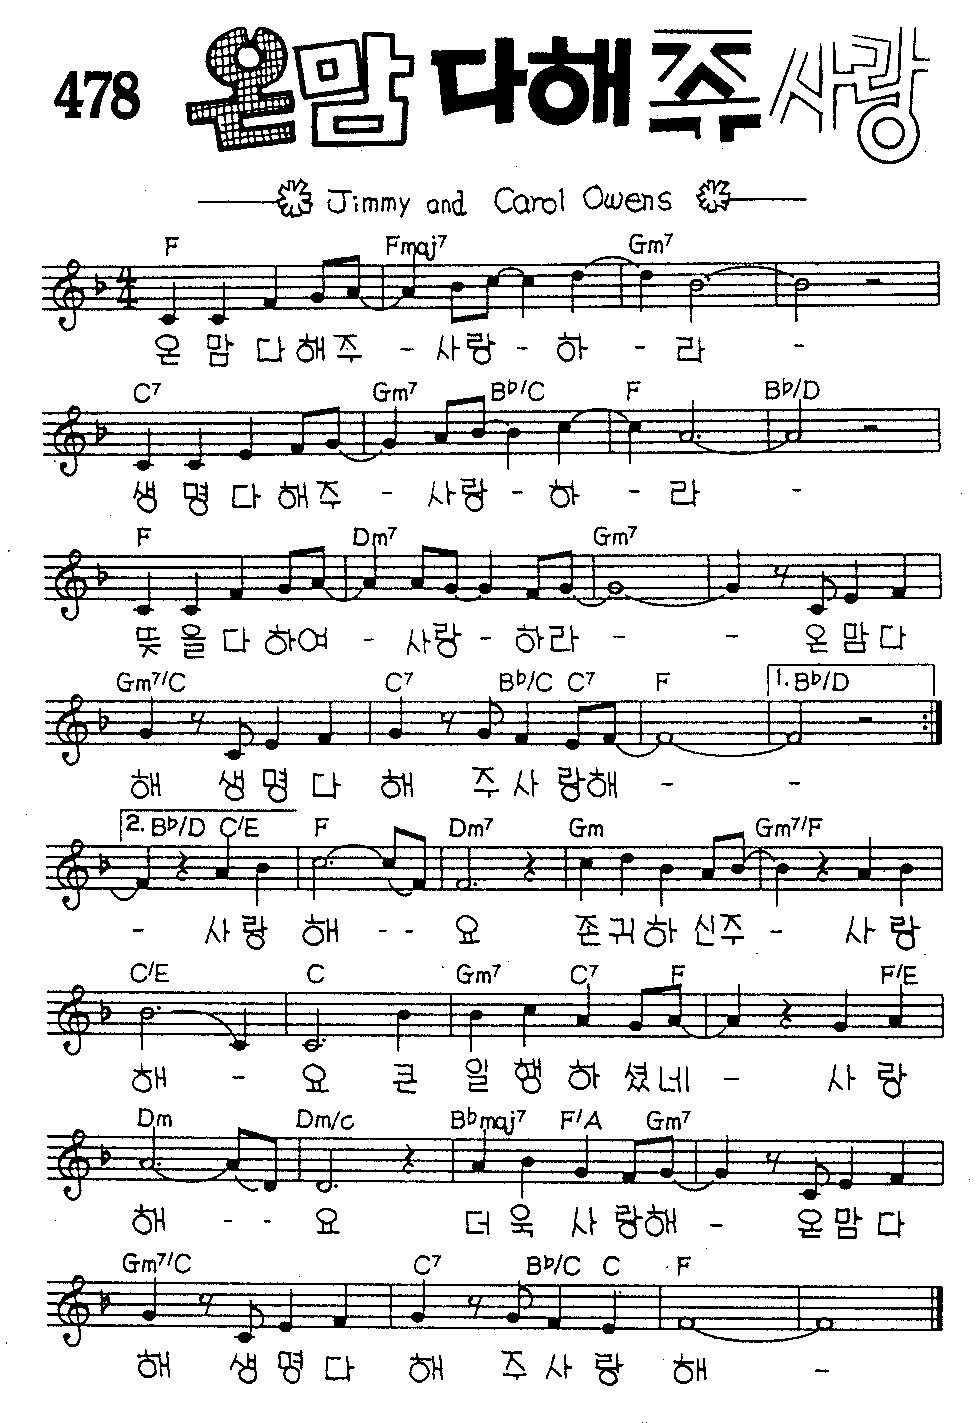 478 온맘 다해 주 사랑
Jimmy and Carol Owens
F Fmaj7 Gm7
온 맘 다 해 주 - 사 랑 - 하 - 라 -
C7 Gm7 B♭/C F B♭/D
생 명 다 해 주 - 사 랑 - 하 - 라 -
F Dm7 Gm7
뜻 을 다 하 여 - 사 랑 - 하 라 - - 온 맘 다
Gm7/C C7 B♭/C C7 F 1. B♭/D
해 생 명 다 해 주 사 랑 해 - -
2. B♭/D C/E F Dm7 Gm Gm7/F
- 사 랑 해 - - 요 존 귀 하 신 주 - 사 랑
C/E C Gm7 C7 F F/E
해 - 요 큰 일 행 하 셨 네 - 사 랑
Dm Dm/c B♭maj7 F/A Gm7
해 - - 요 더 욱 사 랑 해 - 온 맘 다
Gm7/C C7 B♭/C C F
해 생 명 다 해 주 사 랑 해 -